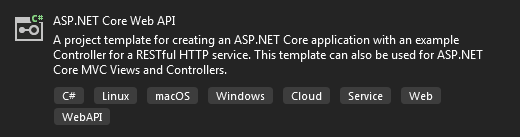 C#
ASP.NET Core Web API
A project template for creating an ASP.NET Core application with an example
Controller for a RESTful HTTP service. This template can also be used for ASP.NET
Core MVC Views and Controllers.
C# Linux macOS Windows Cloud Service Web
WebAPI